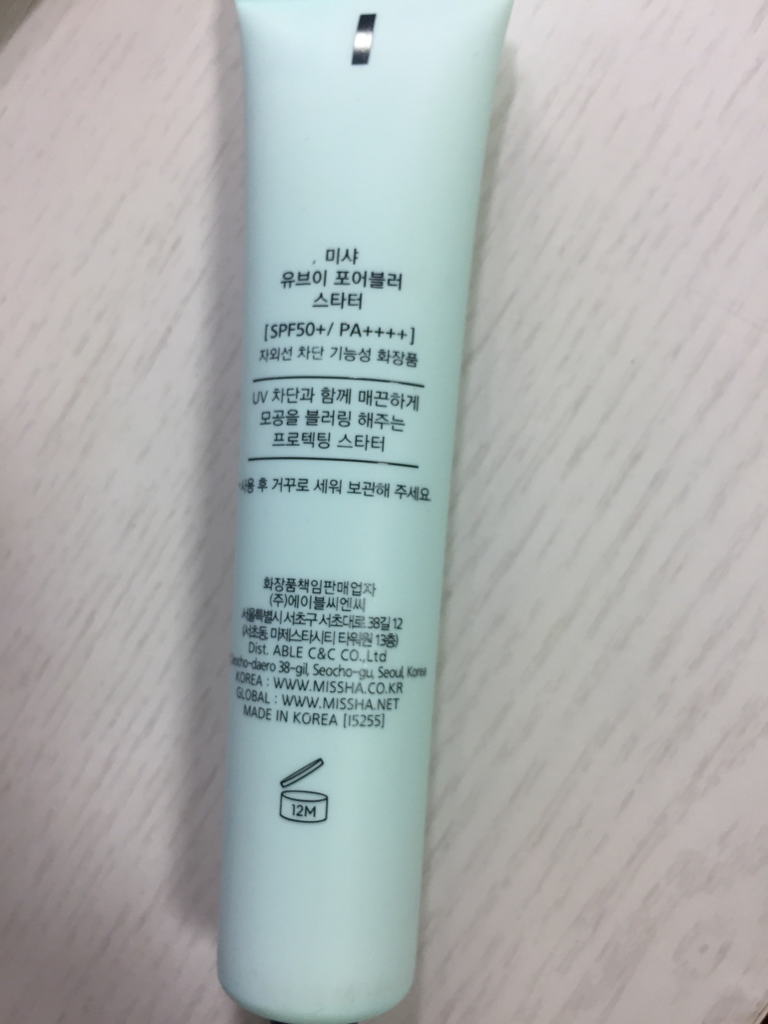 미샤
유브이 포어블러
스타터
[SPF50+/ PA++++]
자외선 차단 기능성 화장품
UV 차단과 함께 매끈하게
모공을 블러링 해주는
프로텍팅 스타터
*사용 후 거꾸로 세워 보관해 주세요
화장품책임판매업자
(주)에이블씨엔씨
서울특별시 서초구 서초대로 38길 12
(서초동, 마제스타시티 타워원 13층)
Dist. ABLE C&C CO.,Ltd
38-gil, Seocho-gu, Seoul, Korea
KOREA : WWW.MISSHA.CO.KR
GLOBAL : WWW.MISSHA.NET
MADE IN KOREA [15255]
12M